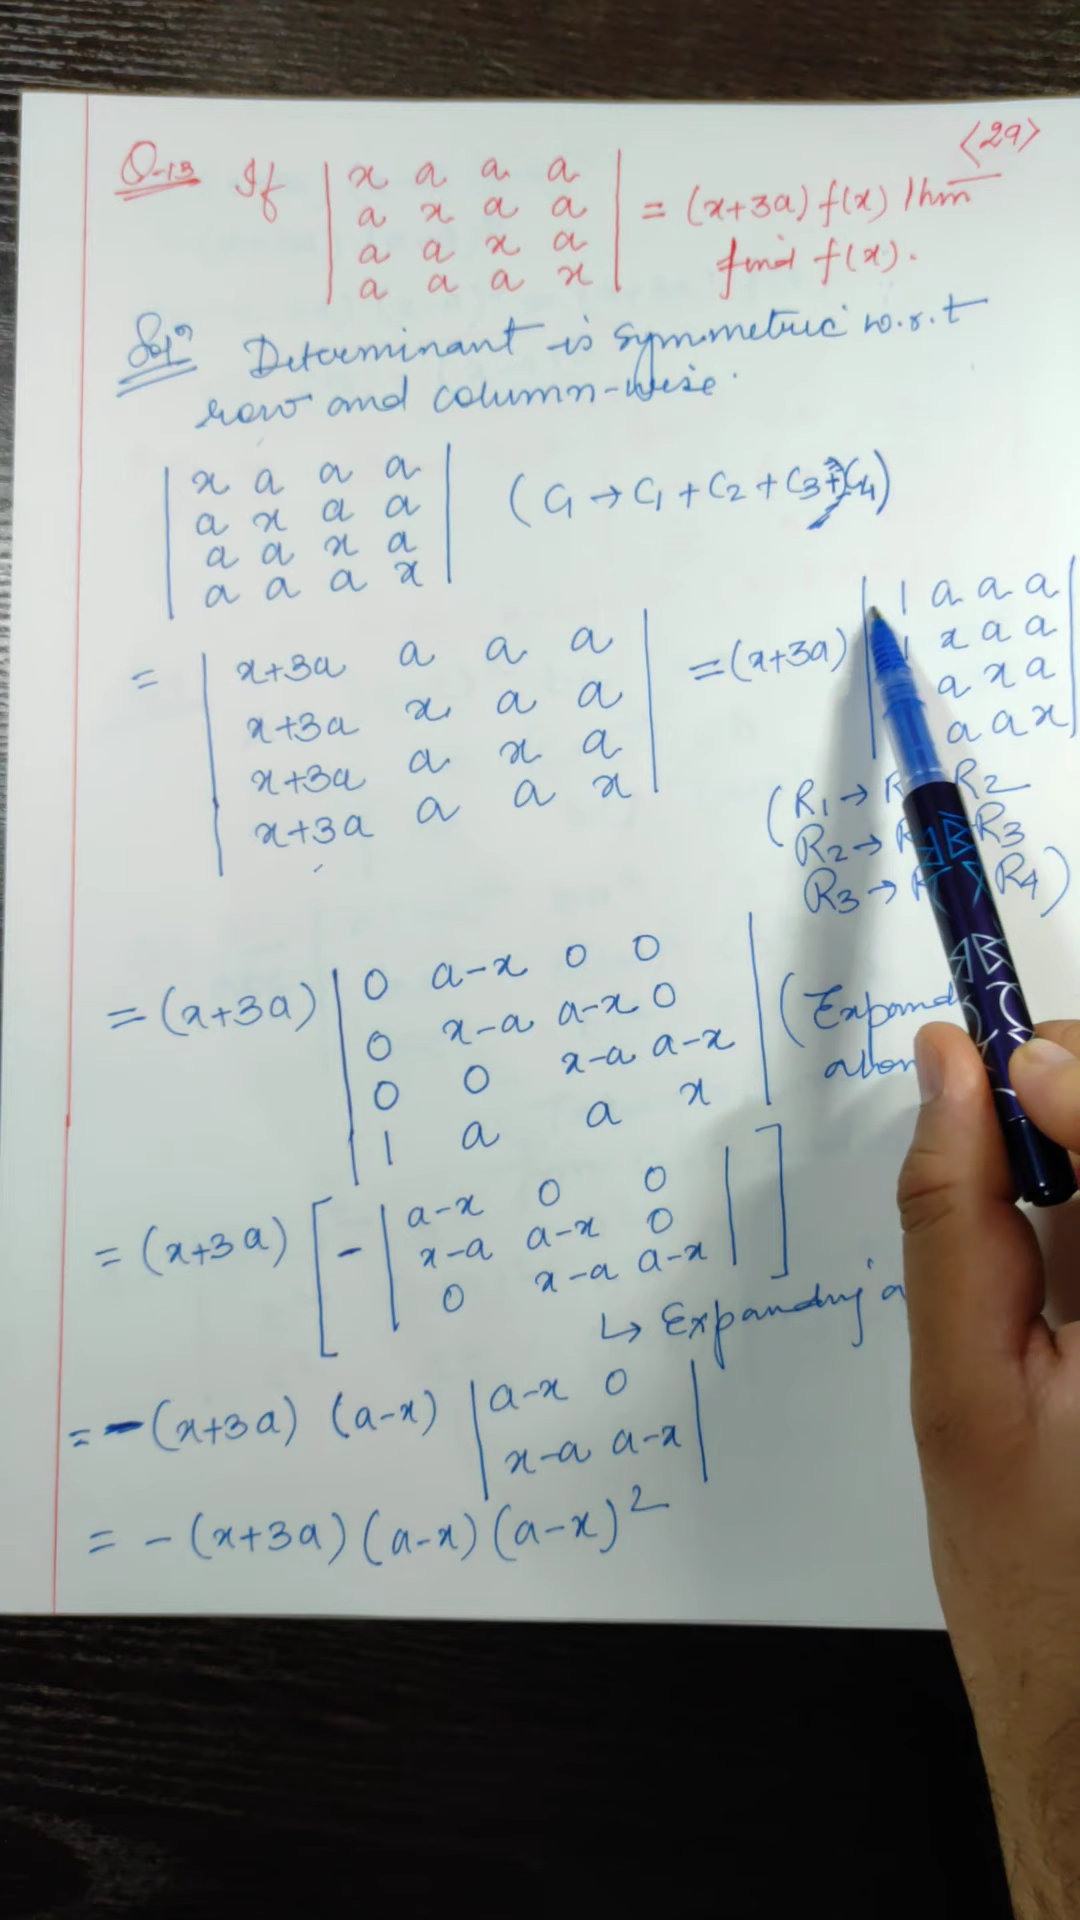 <29>
Q-13 If | x a a a |
| a x a a | = (x+3a) f(x) then
| a a x a | find f(x).
| a a a x |
Solⁿ Determinant is symmetric w.r.t
row and column-wise.
| x a a a |
| a x a a | (C₁ → C₁ + C₂ + C₃ + C₄)
| a a x a |
| a a a x |
= | x+3a a a a | = (x+3a) | 1 a a a |
| x+3a x a a | | 1 x a a |
| x+3a a x a | | a x a |
| x+3a a a x | | a a x |
(R₁ → R R₂
R₂ → R R₃
R₃ → R R₄)
= (x+3a) | 0 a-x 0 0 |
| 0 x-a a-x 0 | (Expand
| 0 0 x-a a-x |
| 1 a a x |
= (x+3a) [ - | a-x 0 0 | ]
| x-a a-x 0 |
| 0 x-a a-x |
↳ Expanding
= -(x+3a) (a-x) | a-x 0 |
| x-a a-x |
= -(x+3a)(a-x)(a-x)²